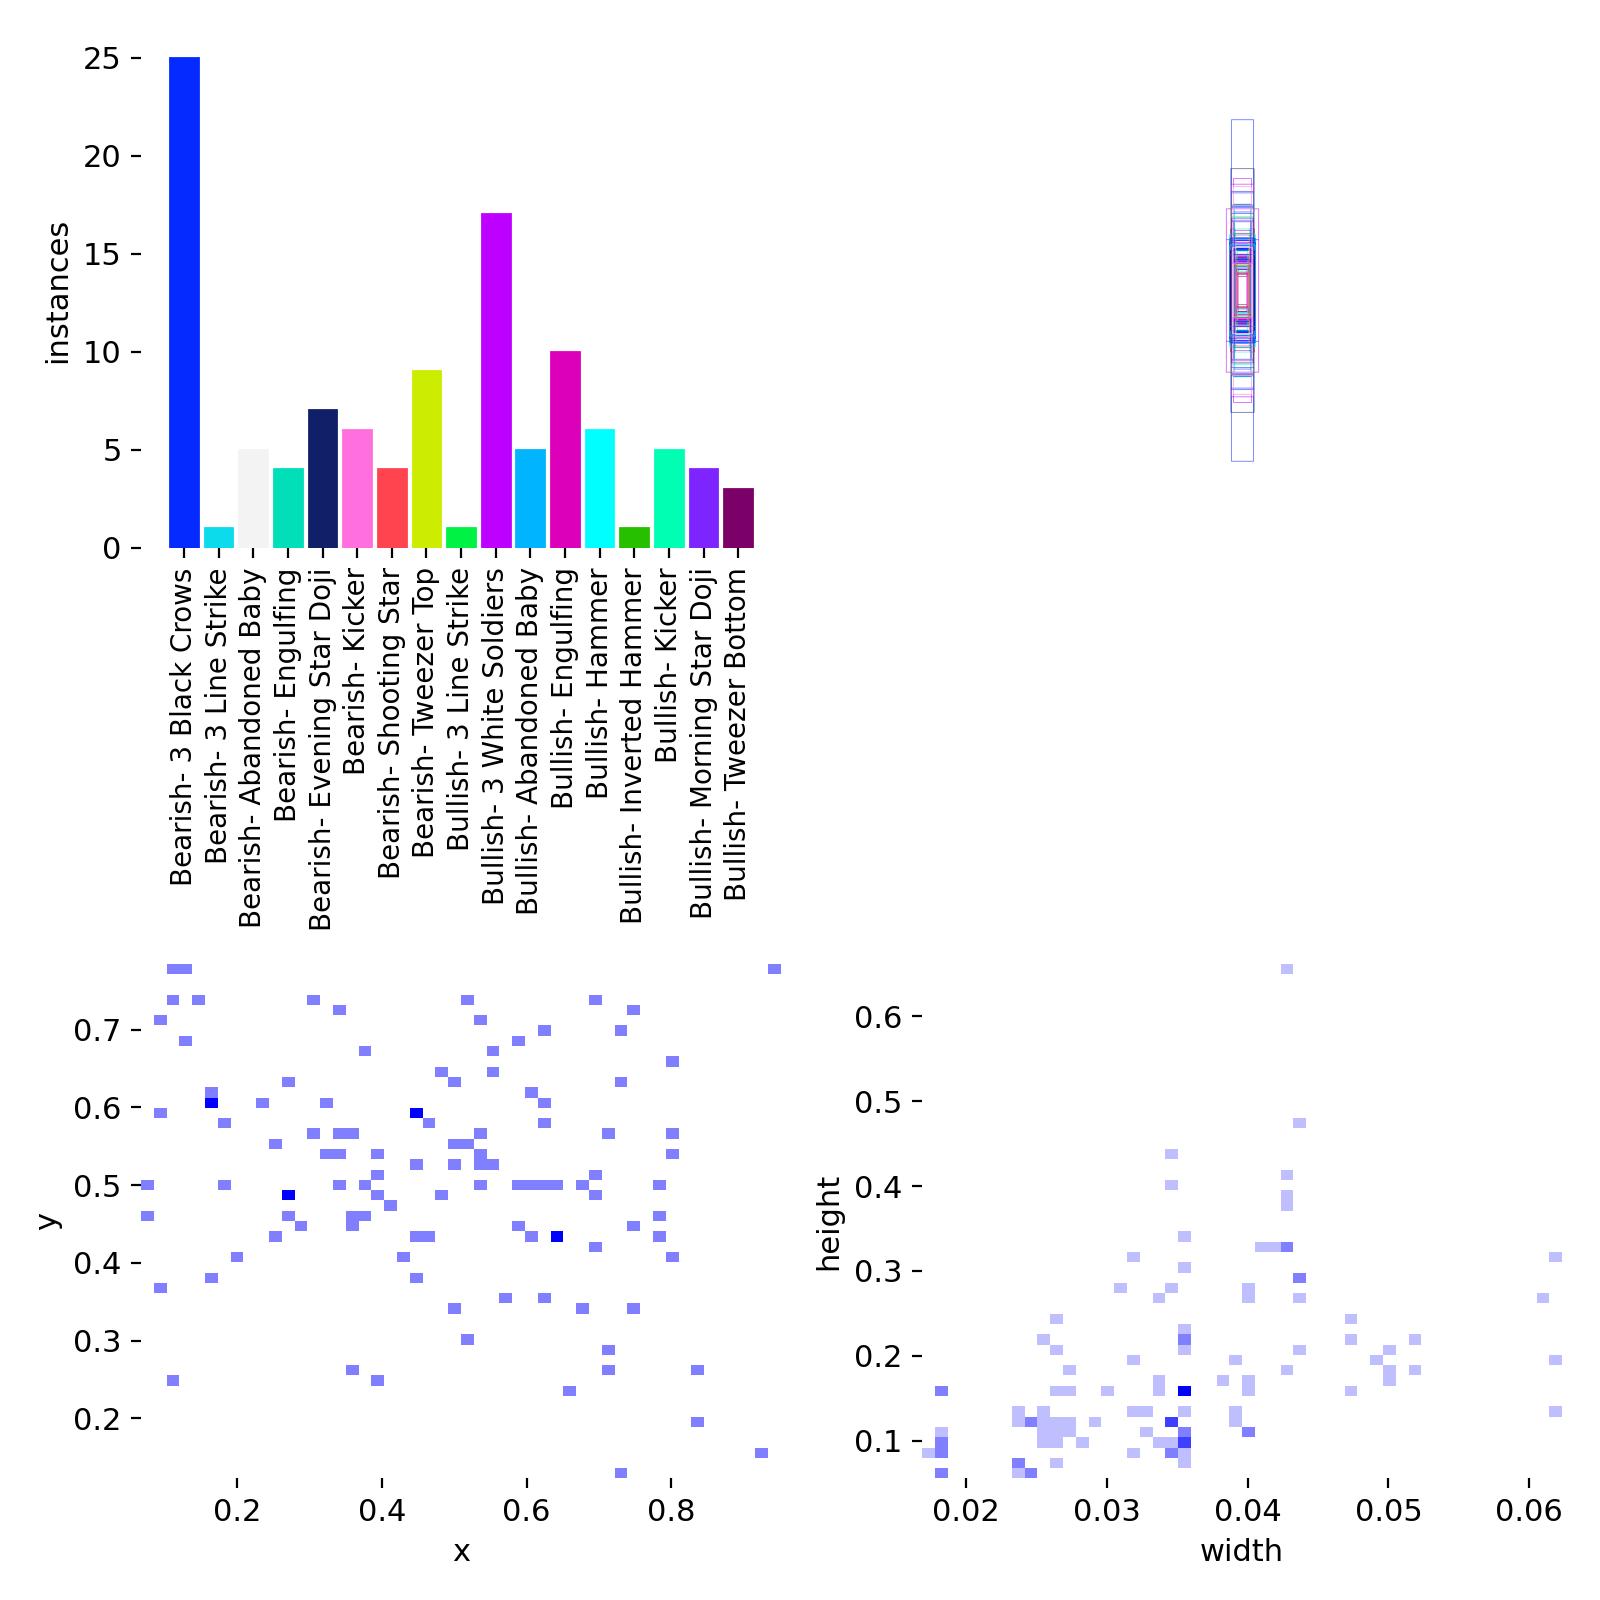 25
20
15
10
5
0
instances
Bearish- 3 Black Crows
Bearish- 3 Line Strike
Bearish- Abandoned Baby
Bearish- Engulfing
Bearish- Evening Star Doji
Bearish- Kicker
Bearish- Shooting Star
Bearish- Tweezer Top
Bullish- 3 Line Strike
Bullish- 3 White Soldiers
Bullish- Abandoned Baby
Bullish- Engulfing
Bullish- Hammer
Bullish- Inverted Hammer
Bullish- Kicker
Bullish- Morning Star Doji
Bullish- Tweezer Bottom
0.7
0.6
0.5
0.4
0.3
0.2
y
0.2 0.4 0.6 0.8
x
0.6
0.5
0.4
0.3
0.2
0.1
height
0.02 0.03 0.04 0.05 0.06
width